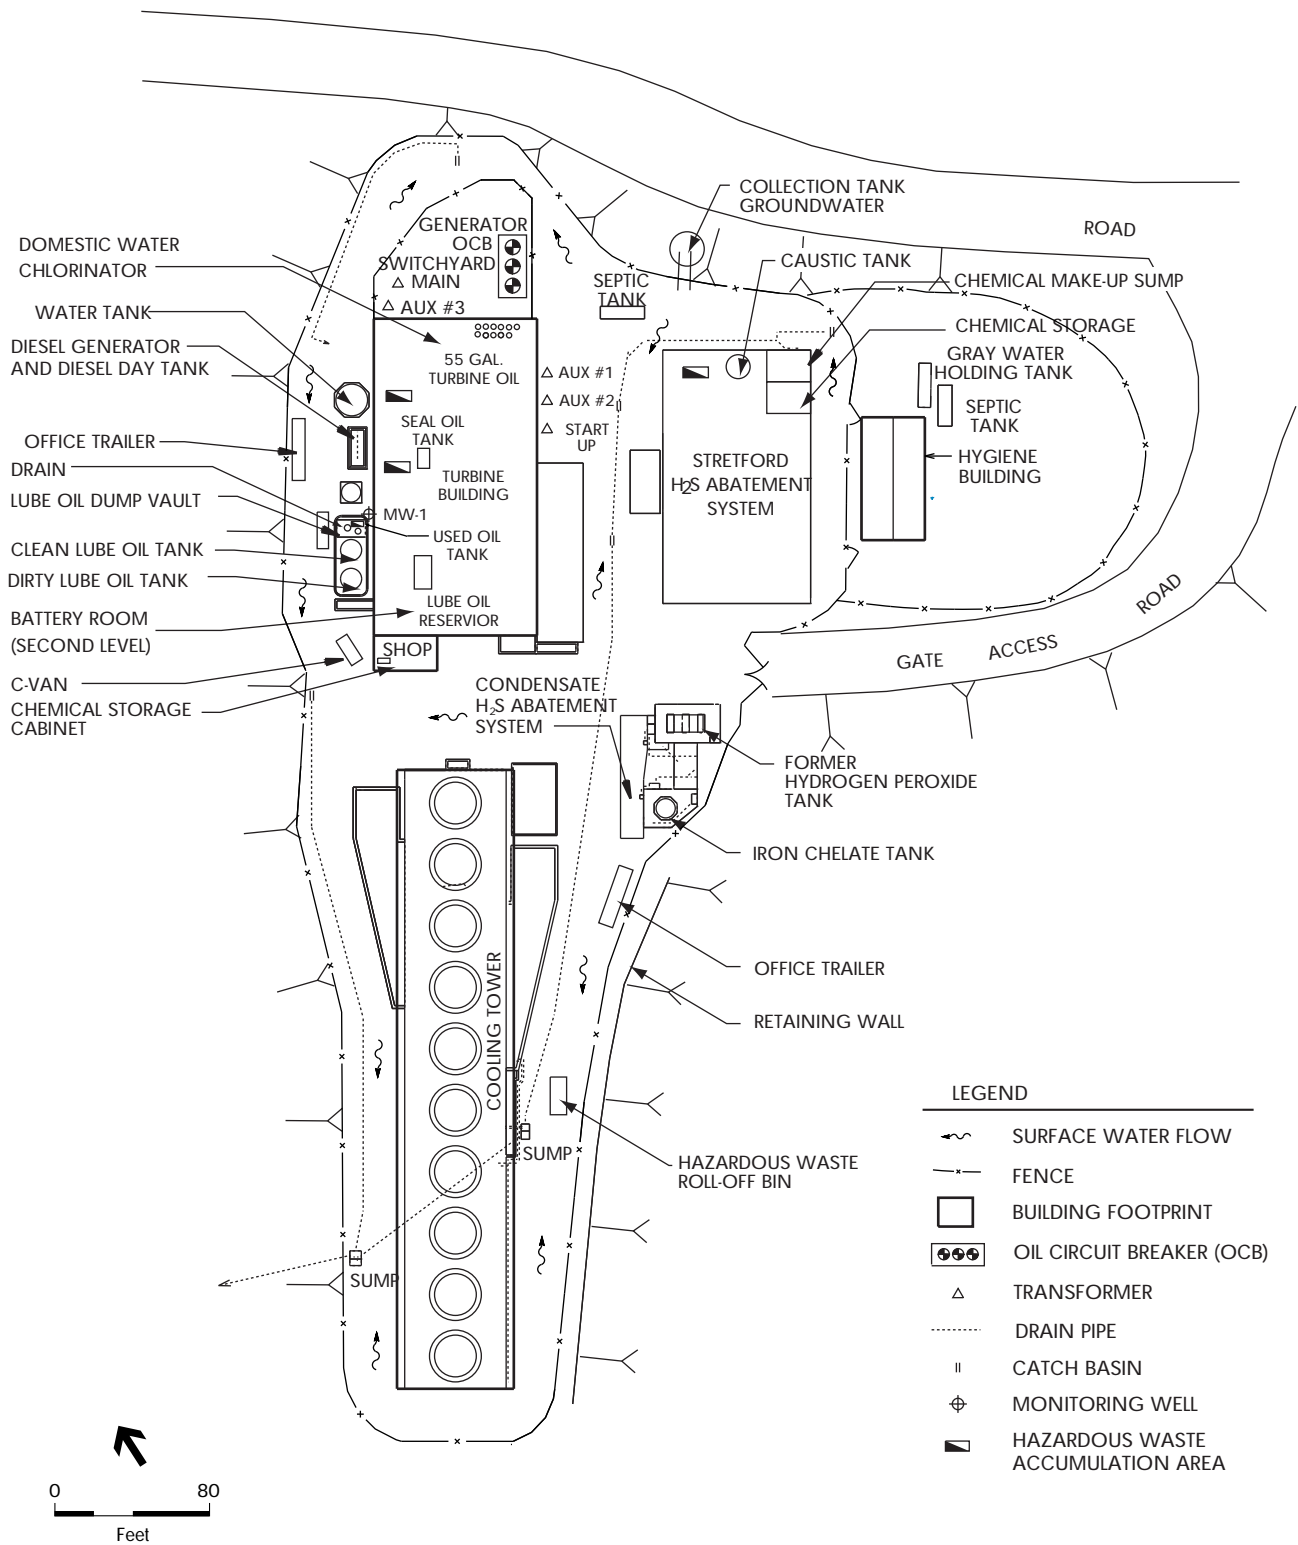 COLLECTION TANK
GROUNDWATER
ROAD
GENERATOR
OCB
SWITCHYARD
MAIN
AUX #3
DOMESTIC WATER
CHLORINATOR
CAUSTIC TANK
SEPTIC
TANK
CHEMICAL MAKE-UP SUMP
WATER TANK
CHEMICAL STORAGE
DIESEL GENERATOR
AND DIESEL DAY TANK
55 GAL.
TURBINE OIL
AUX #1
AUX #2
START
UP
GRAY WATER
HOLDING TANK
SEPTIC
TANK
SEAL OIL
TANK
OFFICE TRAILER
DRAIN
LUBE OIL DUMP VAULT
TURBINE
BUILDING
STRETFORD
H2S ABATEMENT
SYSTEM
HYGIENE
BUILDING
MW-1
USED OIL
TANK
CLEAN LUBE OIL TANK
DIRTY LUBE OIL TANK
LUBE OIL
RESERVIOR
BATTERY ROOM
(SECOND LEVEL)
SHOP
ROAD
ACCESS
GATE
C-VAN
CHEMICAL STORAGE
CABINET
CONDENSATE
H2S ABATEMENT
SYSTEM
FORMER
HYDROGEN PEROXIDE
TANK
IRON CHELATE TANK
COOLING TOWER
OFFICE TRAILER
RETAINING WALL
SUMP
HAZARDOUS WASTE
ROLL-OFF BIN
SUMP
LEGEND
SURFACE WATER FLOW
FENCE
BUILDING FOOTPRINT
OIL CIRCUIT BREAKER (OCB)
TRANSFORMER
DRAIN PIPE
CATCH BASIN
MONITORING WELL
HAZARDOUS WASTE
ACCUMULATION AREA
0 80
Feet